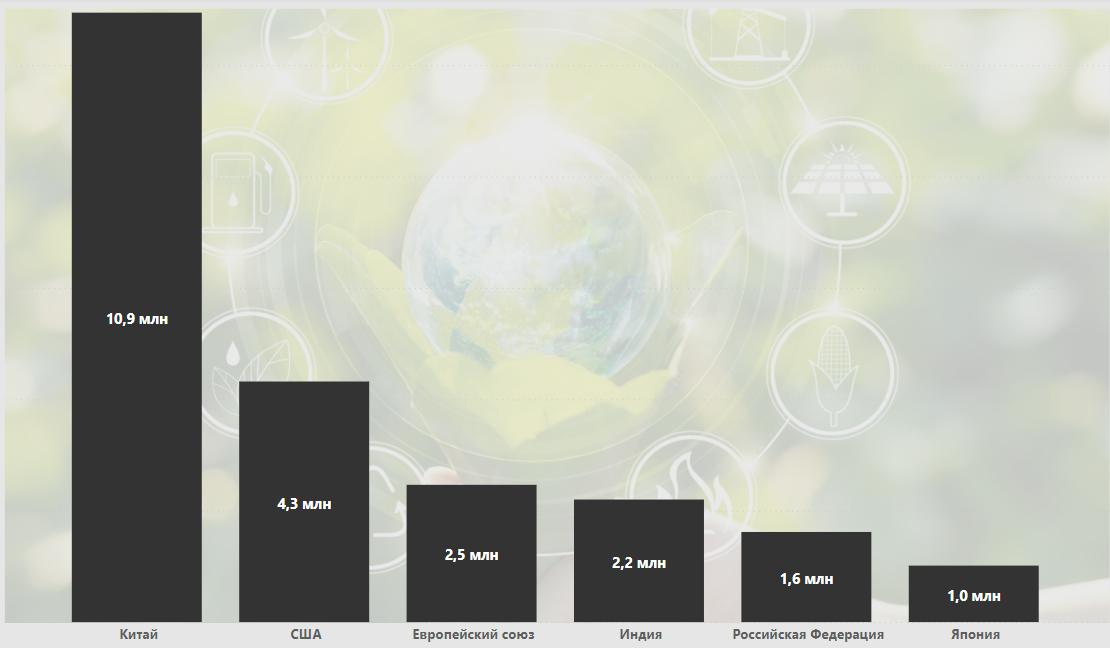 10,9 млн
4,3 млн
2,5 млн
2,2 млн
1,6 млн
1,0 млн
Китай
США
Европейский союз
Индия
Российская Федерация
Япония